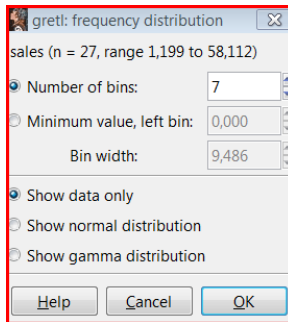 gretl: frequency distribution
sales (n = 27, range 1,199 to 58,112)
Number of bins: 7
Minimum value, left bin: 0,000
Bin width: 9,486
Show data only
Show normal distribution
Show gamma distribution
Help Cancel OK